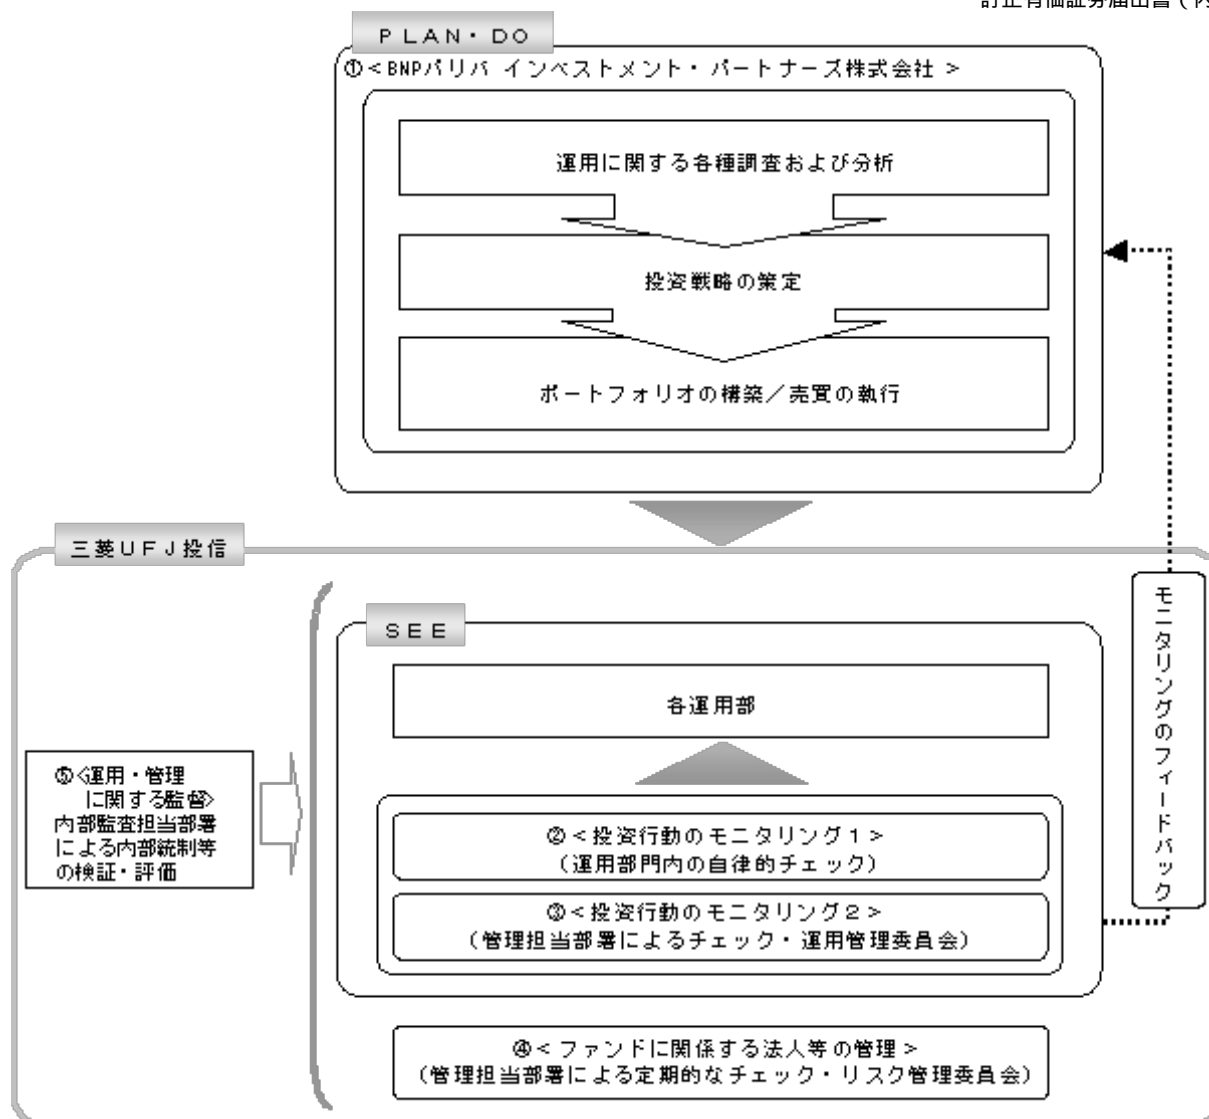 訂正有価証券届出書（内
ＰＬＡＮ・ＤＯ
①＜BNPパリバ インベストメント・パートナーズ株式会社＞
運用に関する各種調査および分析
投資戦略の策定
ポートフォリオの構築／売買の執行
三菱ＵＦＪ投信
ＳＥＥ
各運用部
モニタリングのフィードバック
⑤<運用・管理
に関する監督>
内部監査担当部署
による内部統制等
の検証・評価
②＜投資行動のモニタリング１＞
（運用部門内の自律的チェック）
③＜投資行動のモニタリング２＞
（管理担当部署によるチェック・運用管理委員会）
④＜ファンドに関係する法人等の管理＞
（管理担当部署による定期的なチェック・リスク管理委員会）